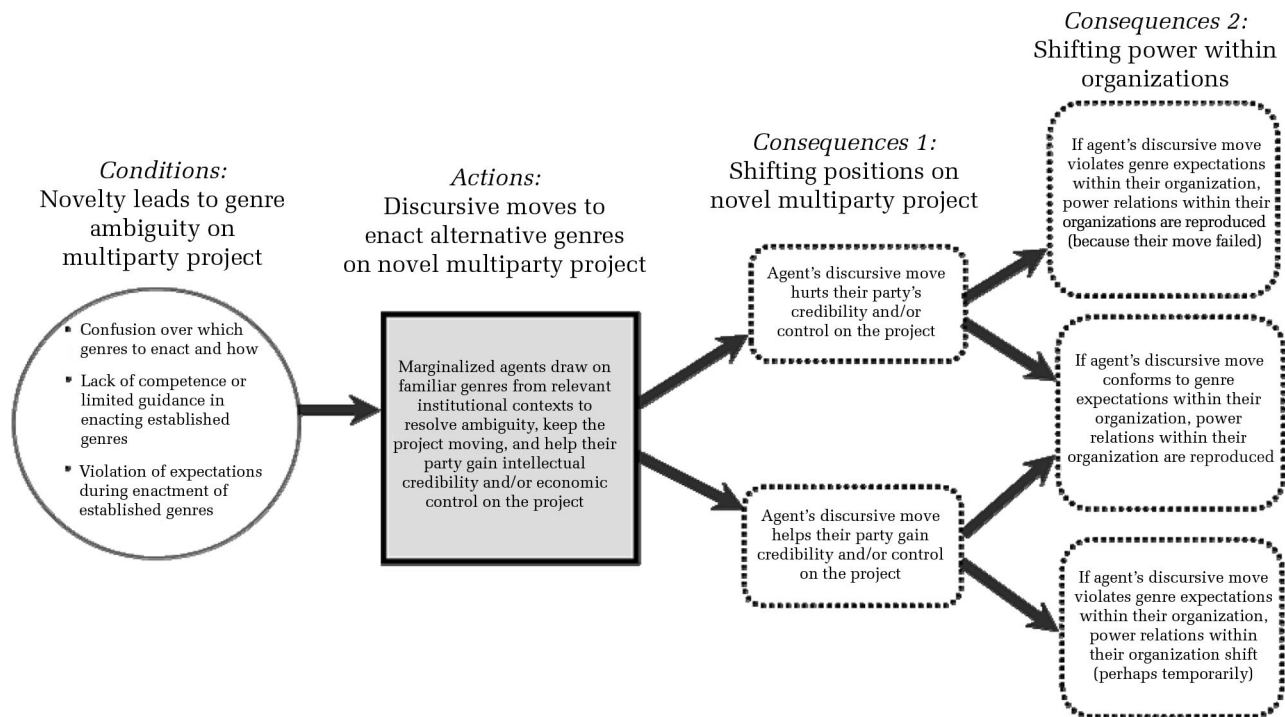 Conditions:
Novelty leads to genre
ambiguity on
multiparty project
Confusion over which
genres to enact and how
Lack of competence or
limited guidance in
enacting established
genres
Violation of expectations
during enactment of
established genres
Actions:
Discursive moves to
enact alternative genres
on novel multiparty project
Marginalized agents draw on
familiar genres from relevant
institutional contexts to
resolve ambiguity, keep the
project moving, and help their
party gain intellectual
credibility and/or economic
control on the project
Consequences 1:
Shifting positions on
novel multiparty project
Agent's discursive move
hurts their party's
credibility and/or
control on the project
Agent's discursive move
helps their party gain
credibility and/or control
on the project
Consequences 2:
Shifting power within
organizations
If agent's discursive move
violates genre expectations
within their organization,
power relations within their
organizations are reproduced
(because their move failed)
If agent's discursive move
conforms to genre
expectations within their
organization, power
relations within their
organization are reproduced
If agent's discursive move
violates genre expectations
within their organization,
power relations within
their organization shift
(perhaps temporarily)